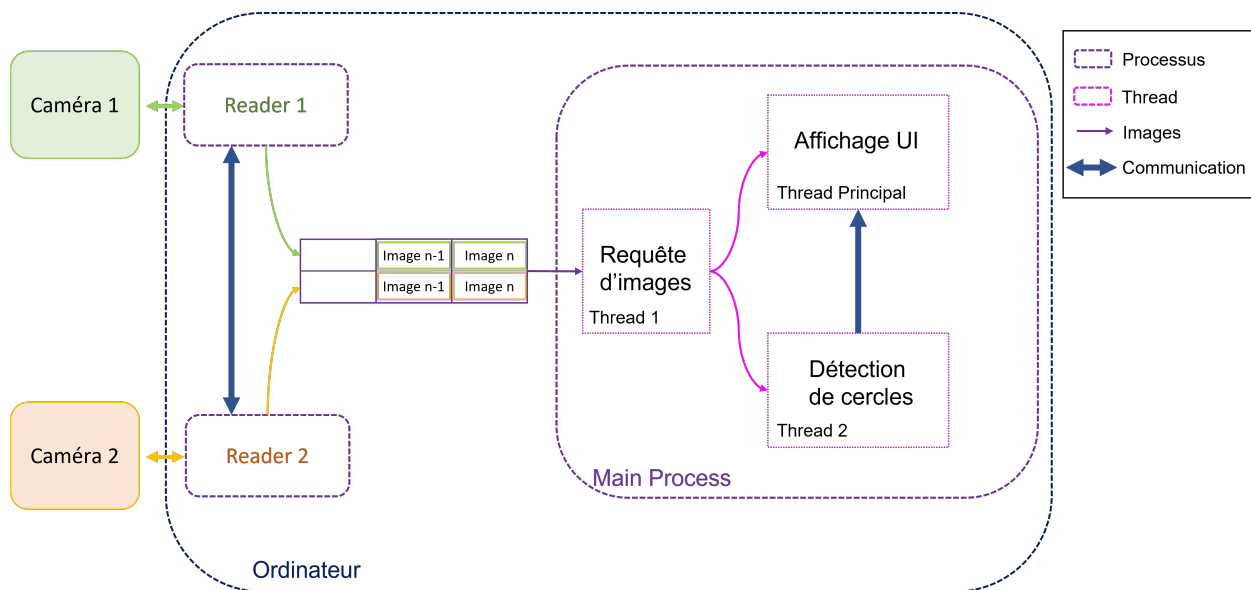 Caméra 1
Reader 1
Affichage UI
Thread Principal
Processus
Thread
Images
Communication
Image n-1
Image n
Image n-1
Image n
Requête
d’images
Thread 1
Détection
de cercles
Thread 2
Caméra 2
Reader 2
Main Process
Ordinateur